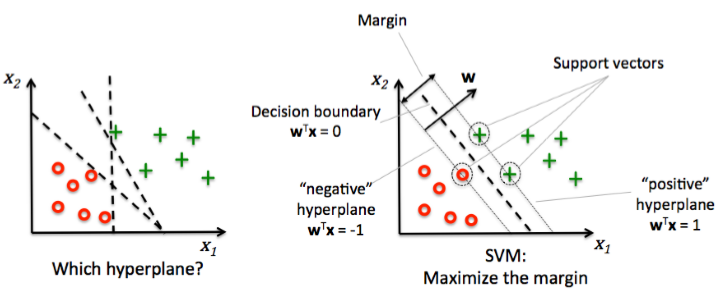 x2
x1
Which hyperplane?
Margin
x2
w
Support vectors
Decision boundary
wTx = 0
"negative"
hyperplane
wTx = -1
"positive"
hyperplane
wTx = 1
x1
SVM:
Maximize the margin